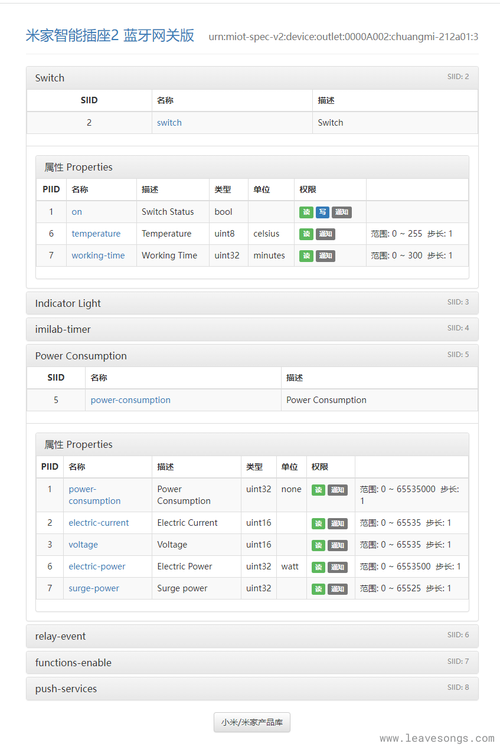 米家智能插座2 蓝牙网关版 urn:miot-spec-v2:device:outlet:0000A002:chuangmi-212a01:3
Switch SIID: 2
SIID 名称 描述
2 switch Switch
属性 Properties
PIID 名称 描述 类型 单位 权限
1 on Switch Status bool 读 写 通知
6 temperature Temperature uint8 celsius 读 通知 范围: 0 ~ 255 步长: 1
7 working-time Working Time uint32 minutes 读 通知 范围: 0 ~ 300 步长: 1
Indicator Light SIID: 3
imilab-timer SIID: 4
Power Consumption SIID: 5
SIID 名称 描述
5 power-consumption Power Consumption
属性 Properties
PIID 名称 描述 类型 单位 权限
1 power-consumption Power Consumption uint32 none 读 通知 范围: 0 ~ 65535000 步长: 1
2 electric-current Electric Current uint16 读 通知 范围: 0 ~ 65535 步长: 1
3 voltage Voltage uint16 读 通知 范围: 0 ~ 65535 步长: 1
6 electric-power Electric Power uint32 watt 读 通知 范围: 0 ~ 6553500 步长: 1
7 surge-power Surge power uint32 读 通知 范围: 0 ~ 65525 步长: 1
relay-event SIID: 6
functions-enable SIID: 7
push-services SIID: 8
小米/米家产品库
www.leavesongs.com